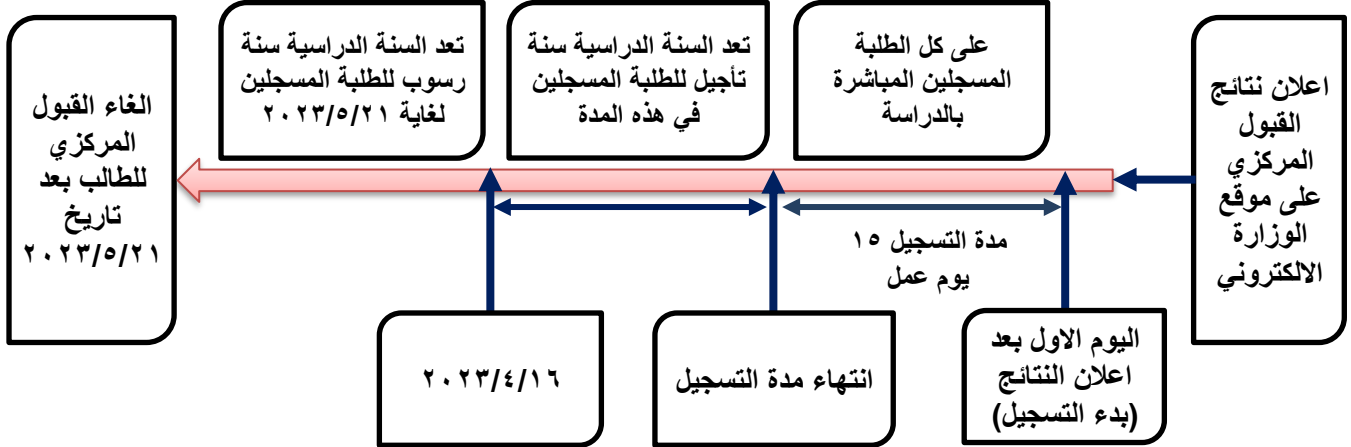 اعلان نتائج
القبول
المركزي
على موقع
الوزارة
الالكتروني
على كل الطلبة
المسجلين المباشرة
بالدراسة
تعد السنة الدراسية سنة
تأجيل للطلبة المسجلين
في هذه المدة
تعد السنة الدراسية سنة
رسوب للطلبة المسجلين
لغاية ٢٠٢٣/٥/٢١
الغاء القبول
المركزي
للطالب بعد
تاريخ
٢٠٢٣/٥/٢١
مدة التسجيل ١٥
يوم عمل
اليوم الاول بعد
اعلان النتائج
(بدء التسجيل)
انتهاء مدة التسجيل
٢٠٢٣/٤/١٦